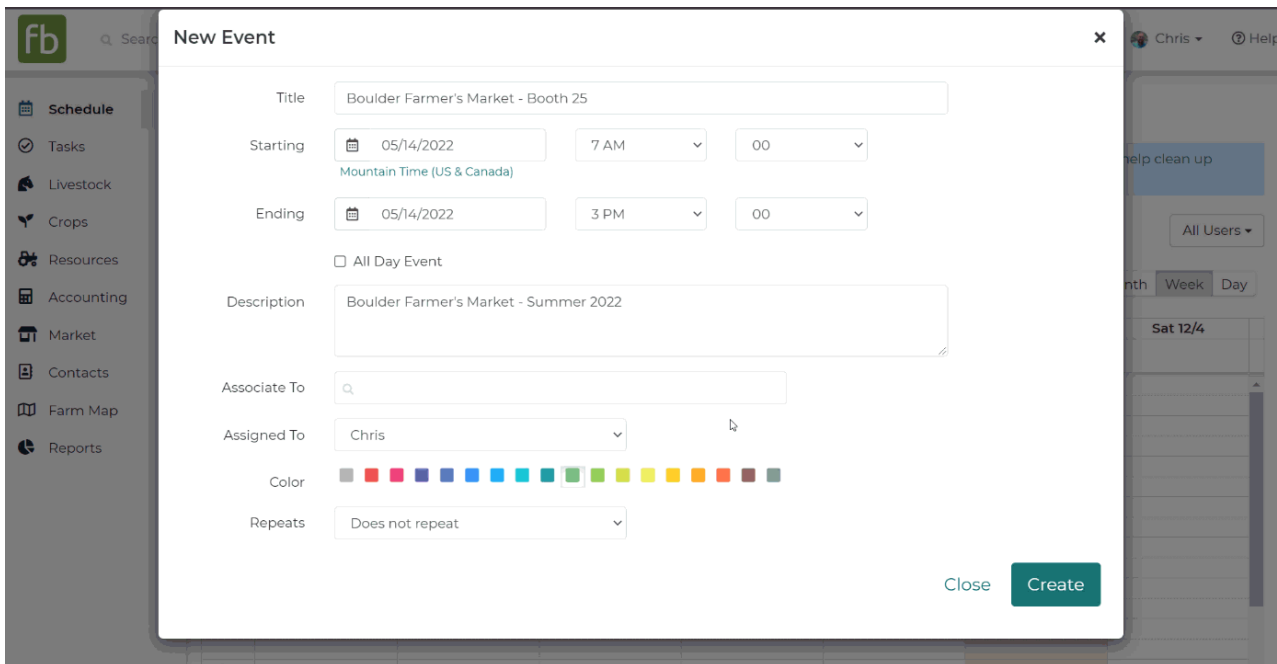 fb
New Event
×
Chris
Help
Schedule
Tasks
Livestock
Crops
Resources
Accounting
Market
Contacts
Farm Map
Reports
Title
Boulder Farmer's Market - Booth 25
Starting
05/14/2022
7 AM
00
Mountain Time (US & Canada)
Ending
05/14/2022
3 PM
00
All Day Event
Description
Boulder Farmer's Market - Summer 2022
Associate To
Assigned To
Chris
Color
Repeats
Does not repeat
Close
Create
help clean up
All Users
Week
Day
Sat 12/4